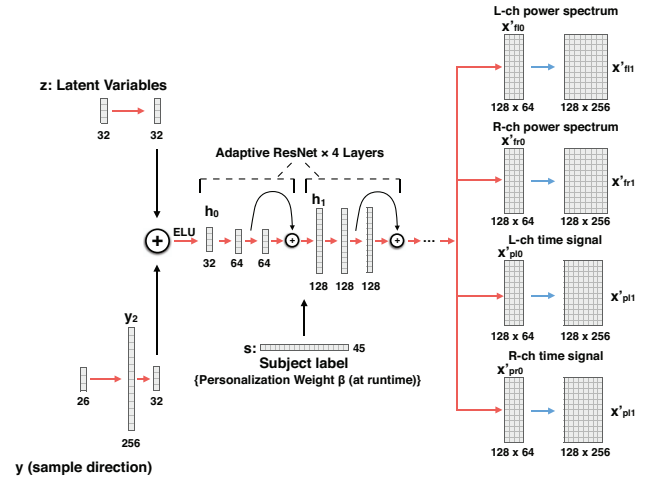 L-ch power spectrum
x'fl0
x'fl1
128 x 64
128 x 256
z: Latent Variables
32
32
R-ch power spectrum
x'fr0
x'fr1
128 x 64
128 x 256
Adaptive ResNet × 4 Layers
ELU
h0
32
64
64
h1
128
128
128
...
L-ch time signal
x'pl0
x'pl1
128 x 64
128 x 256
y2
26
256
32
y (sample direction)
s:
45
Subject label
{Personalization Weight β (at runtime)}
R-ch time signal
x'pr0
x'pl1
128 x 64
128 x 256